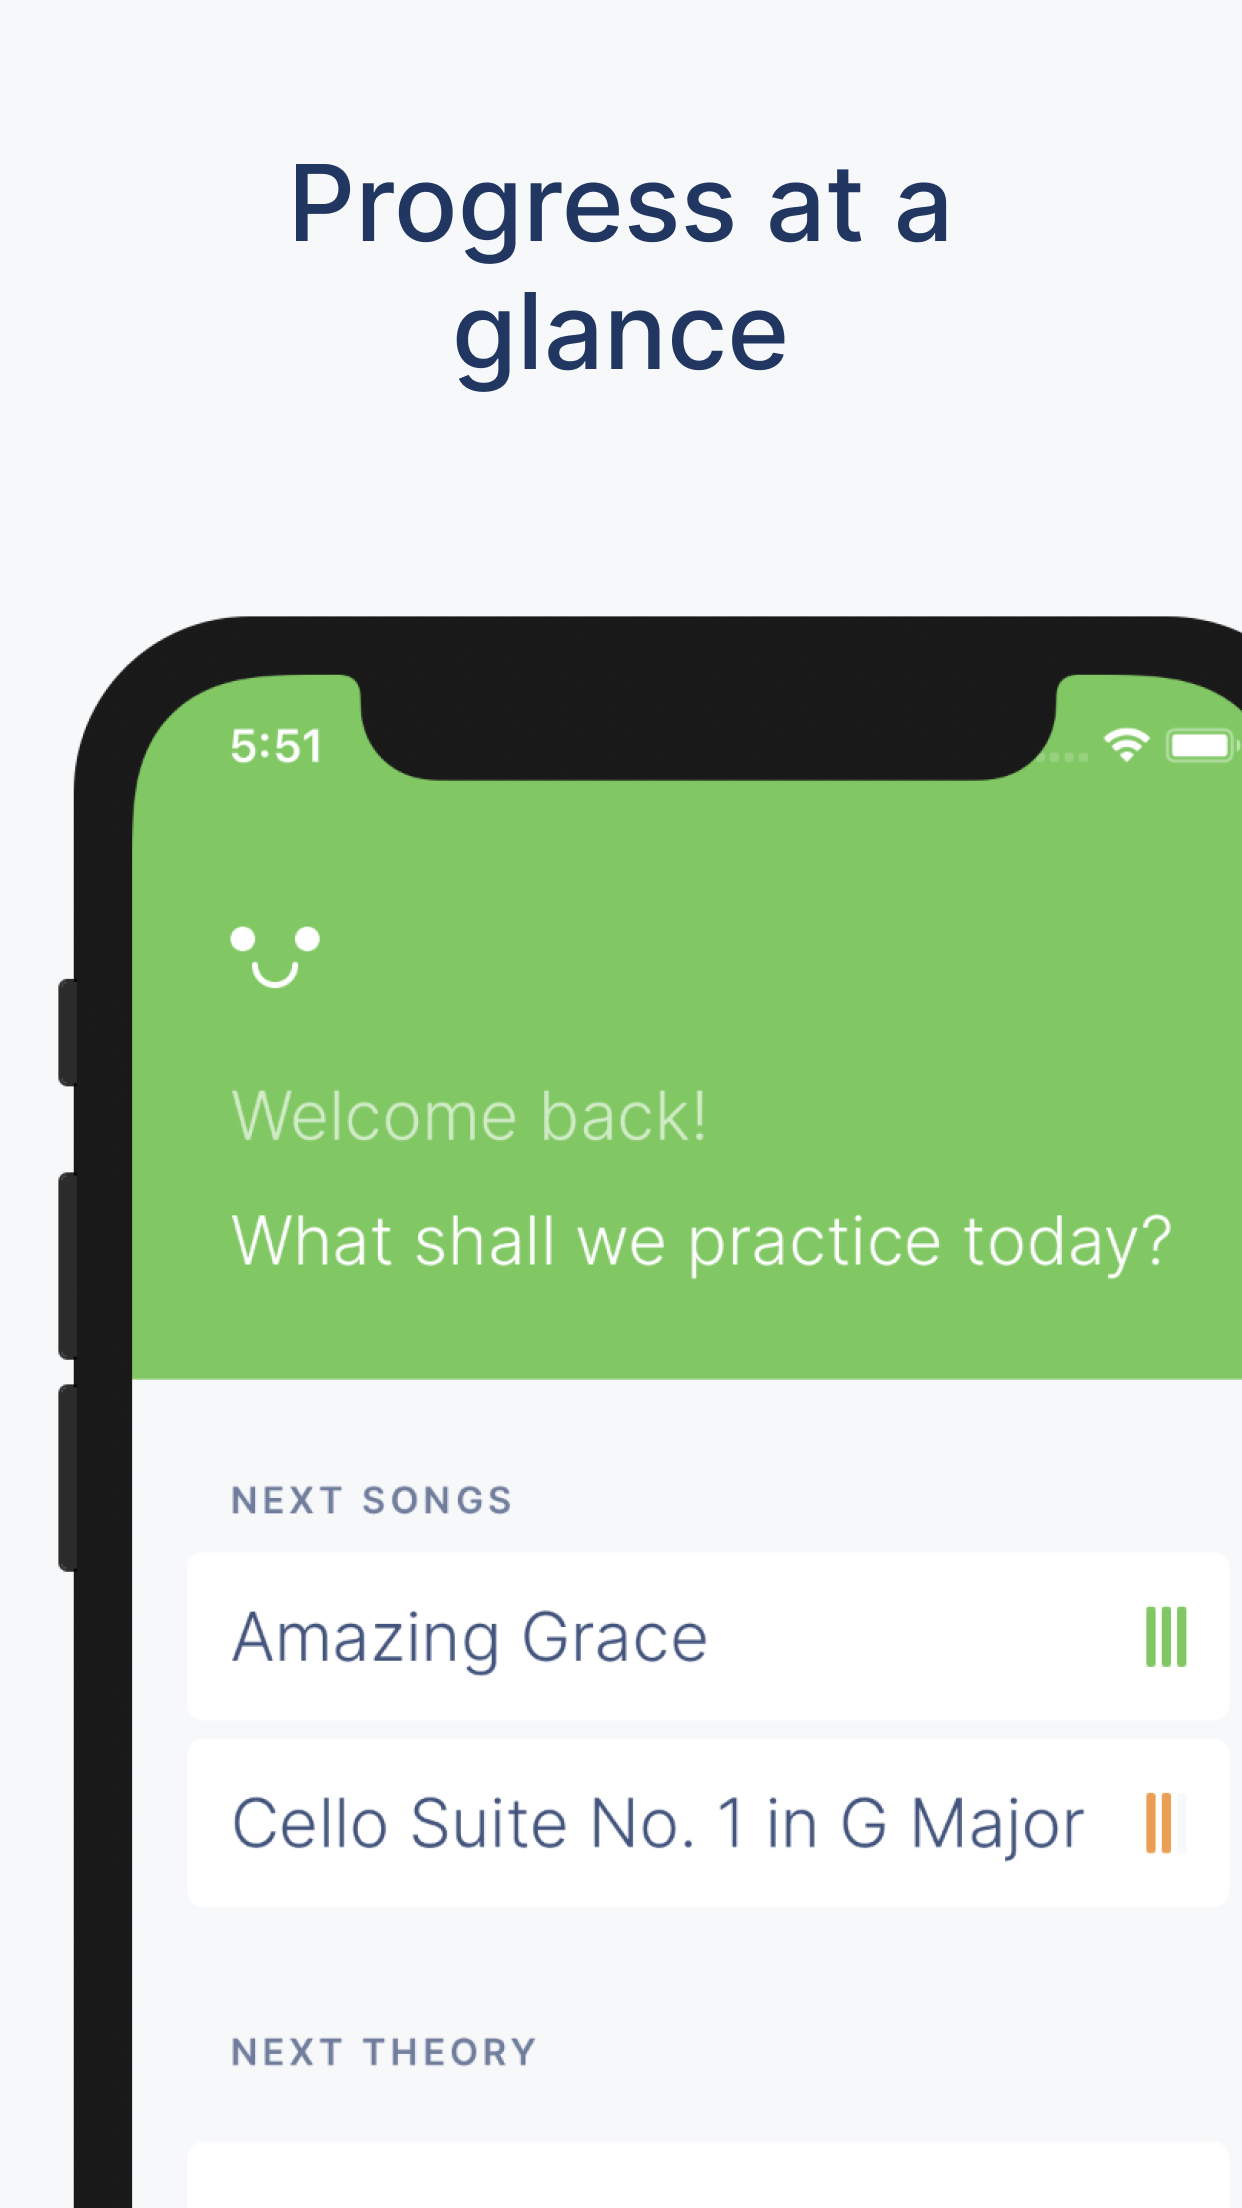 Progress at a
glance
5:51
Welcome back!
What shall we practice today?
NEXT SONGS
Amazing Grace
Cello Suite No. 1 in G Major
NEXT THEORY